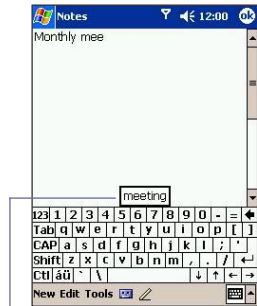 Notes 12:00 ok
Monthly mee
meeting
123 1 2 3 4 5 6 7 8 9 0 - =
Tab q w e r t y u i o p [ ]
CAP a s d f g h j k l ; '
Shift z x c v b n m , . /
Ctl áü ` \
New Edit Tools